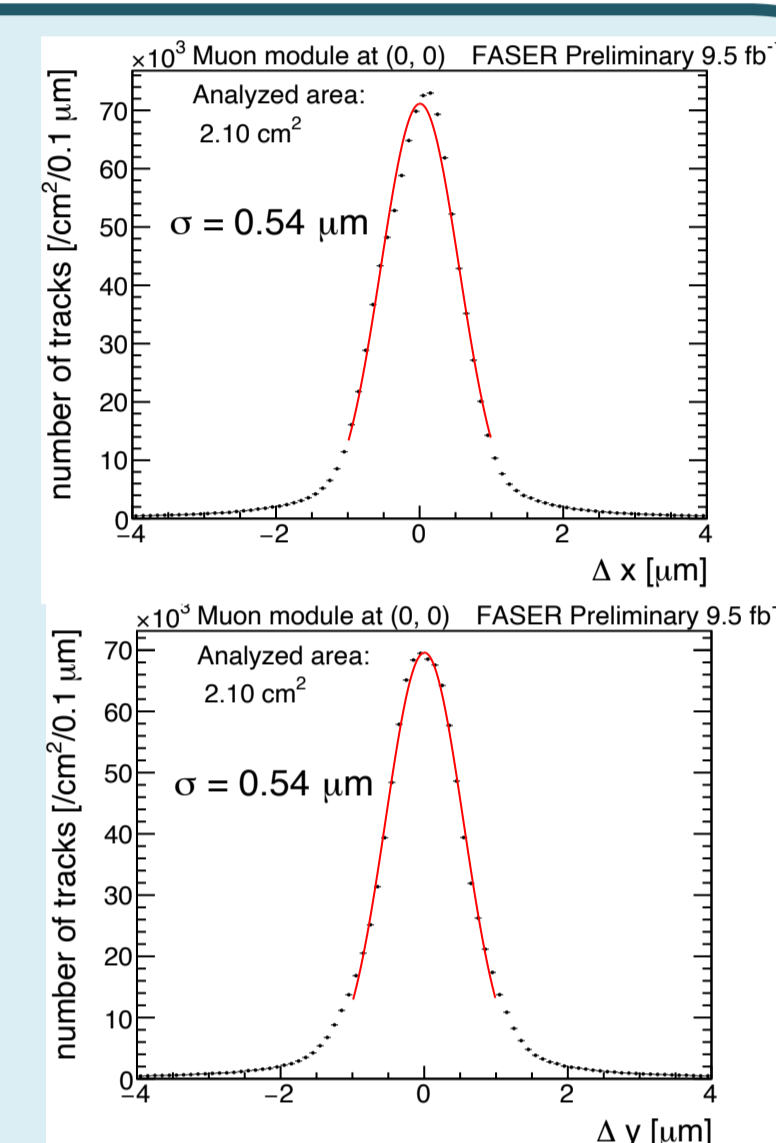 ×10³ Muon module at (0, 0) FASER Preliminary 9.5 fb⁻
Analyzed area:
2.10 cm²
σ = 0.54 μm
number of tracks [/cm²/0.1 μm]
70
60
50
40
30
20
10
0
−4 −2 0 2 4
Δ x [μm]
×10³ Muon module at (0, 0) FASER Preliminary 9.5 fb⁻
Analyzed area:
2.10 cm²
σ = 0.54 μm
number of tracks [/cm²/0.1 μm]
70
60
50
40
30
20
10
0
−4 −2 0 2 4
Δ y [μm]